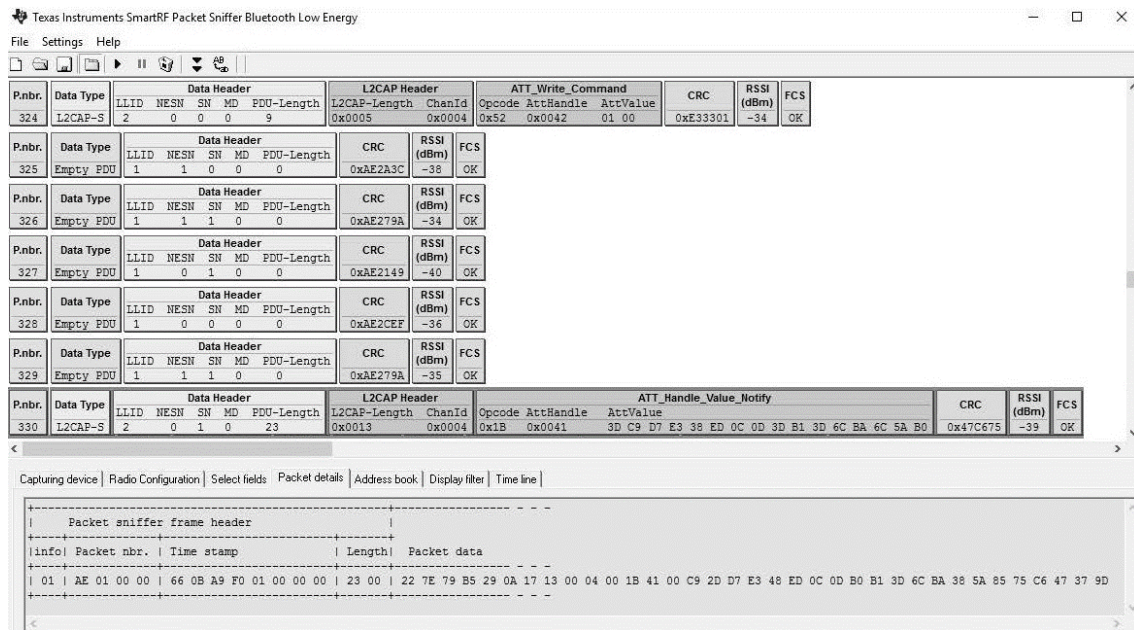 Texas Instruments SmartRF Packet Sniffer Bluetooth Low Energy
File Settings Help
P.nbr. Data Type Data Header L2CAP Header ATT_Write_Command CRC RSSI (dBm) FCS
LLID NESN SN MD PDU-Length L2CAP-Length ChanId Opcode AttHandle AttValue
324 L2CAP-S 2 0 0 0 9 0x0005 0x0004 0x52 0x0042 01 00 0xE33301 -34 OK
P.nbr. Data Type Data Header CRC RSSI (dBm) FCS
LLID NESN SN MD PDU-Length
325 Empty PDU 1 1 0 0 0 0xAE2A3C -38 OK
P.nbr. Data Type Data Header CRC RSSI (dBm) FCS
LLID NESN SN MD PDU-Length
326 Empty PDU 1 1 1 0 0 0xAE279A -34 OK
P.nbr. Data Type Data Header CRC RSSI (dBm) FCS
LLID NESN SN MD PDU-Length
327 Empty PDU 1 0 1 0 0 0xAE2149 -40 OK
P.nbr. Data Type Data Header CRC RSSI (dBm) FCS
LLID NESN SN MD PDU-Length
328 Empty PDU 1 0 0 0 0 0xAE2CEF -36 OK
P.nbr. Data Type Data Header CRC RSSI (dBm) FCS
LLID NESN SN MD PDU-Length
329 Empty PDU 1 1 1 0 0 0xAE279A -35 OK
P.nbr. Data Type Data Header L2CAP Header ATT_Handle_Value_Notify CRC RSSI (dBm) FCS
LLID NESN SN MD PDU-Length L2CAP-Length ChanId Opcode AttHandle AttValue
330 L2CAP-S 2 0 1 0 23 0x0013 0x0004 0x1B 0x0041 3D C9 D7 E3 38 ED 0C 0D 3D B1 3D 6C BA 6C 5A B0 0x47C675 -39 OK
Capturing device Radio Configuration Select fields Packet details Address book Display filter Time line
Packet sniffer frame header
info Packet nbr. Time stamp Length Packet data
01 AE 01 00 00 66 0B A9 F0 01 00 00 00 23 00 22 7E 79 B5 29 0A 17 13 00 04 00 1B 41 00 C9 2D D7 E3 48 ED 0C 0D B0 B1 3D 6C BA 38 5A 85 75 C6 47 37 9D